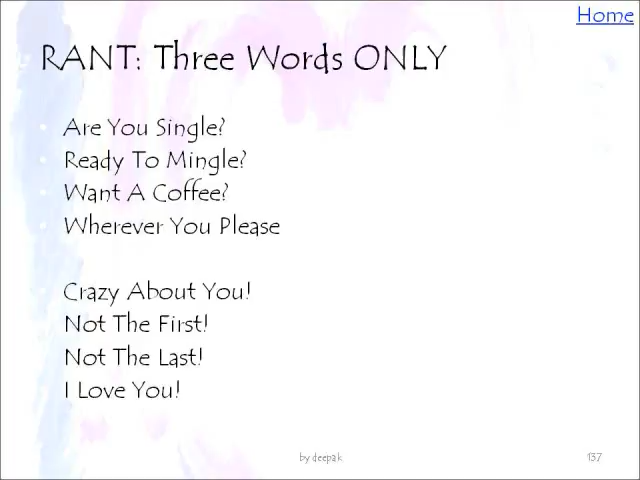 Home
RANT: Three Words ONLY
Are You Single?
Ready To Mingle?
Want A Coffee?
Wherever You Please
Crazy About You!
Not The First!
Not The Last!
I Love You!
by deepak
137